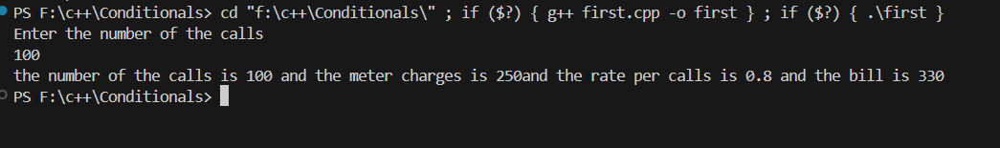 PS F:\c++\Conditionals> cd "f:\c++\Conditionals\" ; if ($?) { g++ first.cpp -o first } ; if ($?) { .\first }
Enter the number of the calls
100
the number of the calls is 100 and the meter charges is 250and the rate per calls is 0.8 and the bill is 330
PS F:\c++\Conditionals>